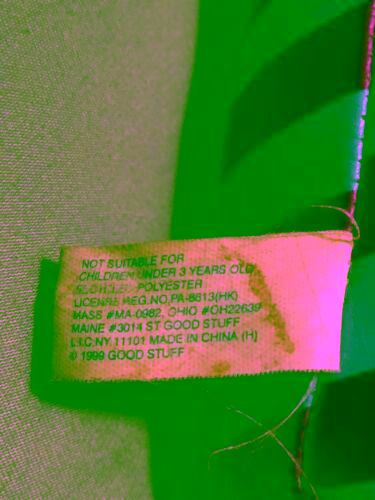 NOT SUITABLE FOR
CHILDREN UNDER 3 YEARS OLD
POLYESTER
LICENSE REG.NO.PA-8813(HK)
MASS #MA-0982, OHIO #OH22639
MAINE #3014 ST GOOD STUFF
L.I.C.NY 11101 MADE IN CHINA (H)
© 1999 GOOD STUFF